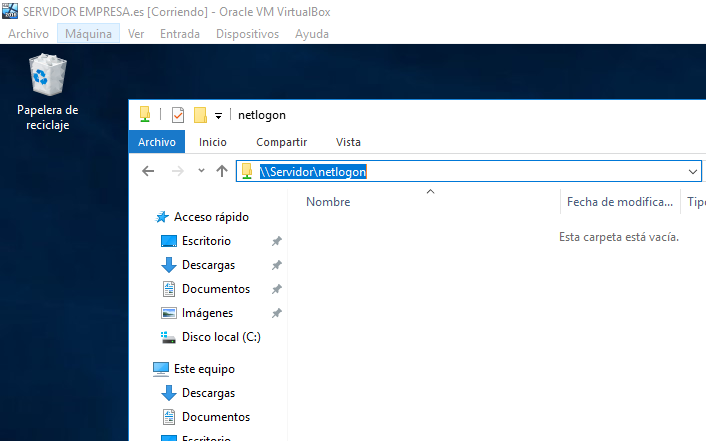 SERVIDOR EMPRESA.es [Corriendo] - Oracle VM VirtualBox
Archivo Máquina Ver Entrada Dispositivos Ayuda
Papelera de
reciclaje
netlogon
Archivo Inicio Compartir Vista
\\Servidor\netlogon
Nombre Fecha de modifica... Tipo
Esta carpeta está vacía.
Acceso rápido
Escritorio
Descargas
Documentos
Imágenes
Disco local (C:)
Este equipo
Descargas
Documentos
Escritorio